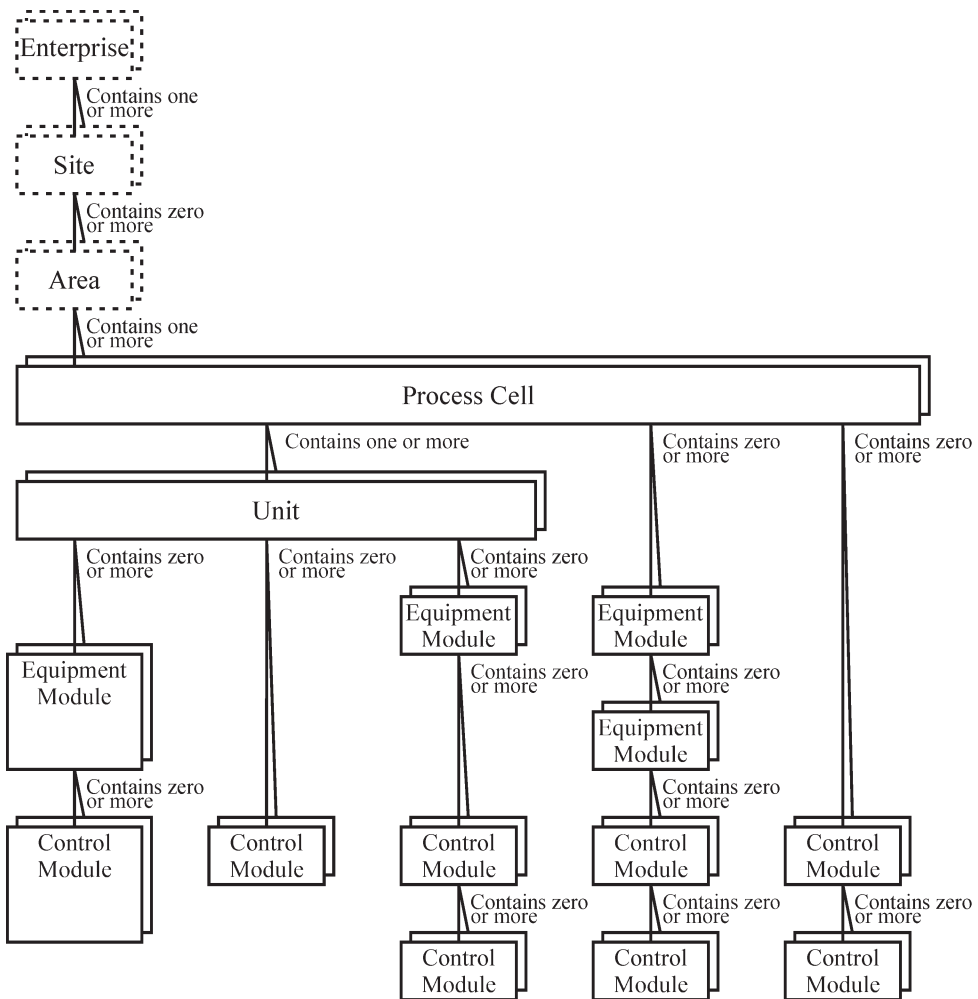 Enterprise
Contains one
or more
Site
Contains zero
or more
Area
Contains one
or more
Process Cell
Contains one or more
Contains zero
or more
Contains zero
or more
Unit
Contains zero
or more
Contains zero
or more
Contains zero
or more
Equipment
Module
Equipment
Module
Equipment
Module
Contains zero
or more
Contains zero
or more
Equipment
Module
Contains zero
or more
Contains zero
or more
Control
Module
Control
Module
Control
Module
Control
Module
Control
Module
Contains zero
or more
Contains zero
or more
Contains zero
or more
Control
Module
Control
Module
Control
Module